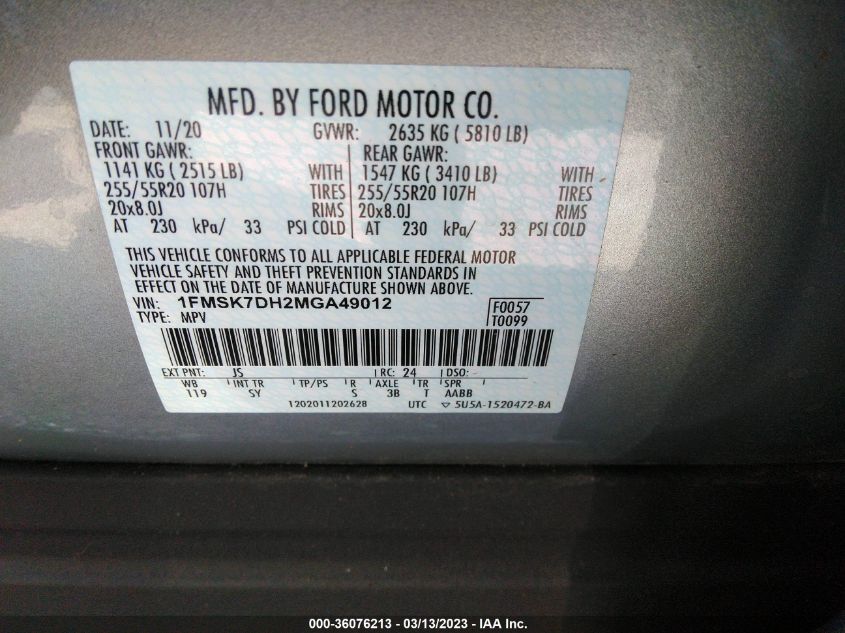 MFD. BY FORD MOTOR CO.
DATE: 11/20 GVWR: 2635 KG ( 5810 LB)
FRONT GAWR: REAR GAWR:
1141 KG ( 2515 LB) WITH 1547 KG ( 3410 LB) WITH
255/55R20 107H TIRES 255/55R20 107H TIRES
20x8.0J RIMS 20x8.0J RIMS
AT 230 kPa/ 33 PSI COLD AT 230 kPa/ 33 PSI COLD
THIS VEHICLE CONFORMS TO ALL APPLICABLE FEDERAL MOTOR
VEHICLE SAFETY AND THEFT PREVENTION STANDARDS IN
EFFECT ON THE DATE OF MANUFACTURE SHOWN ABOVE.
VIN: 1FMSK7DH2MGA49012 F0057
TYPE: MPV T0099
EXT PNT: JS RC: 24 DSO:
WB INT TR TP/PS R AXLE TR SPR
119 SY S 3B T AABB
1202011202628 UTC ▽ 5U5A-1520472-BA
000-36076213 - 03/13/2023 - IAA Inc.